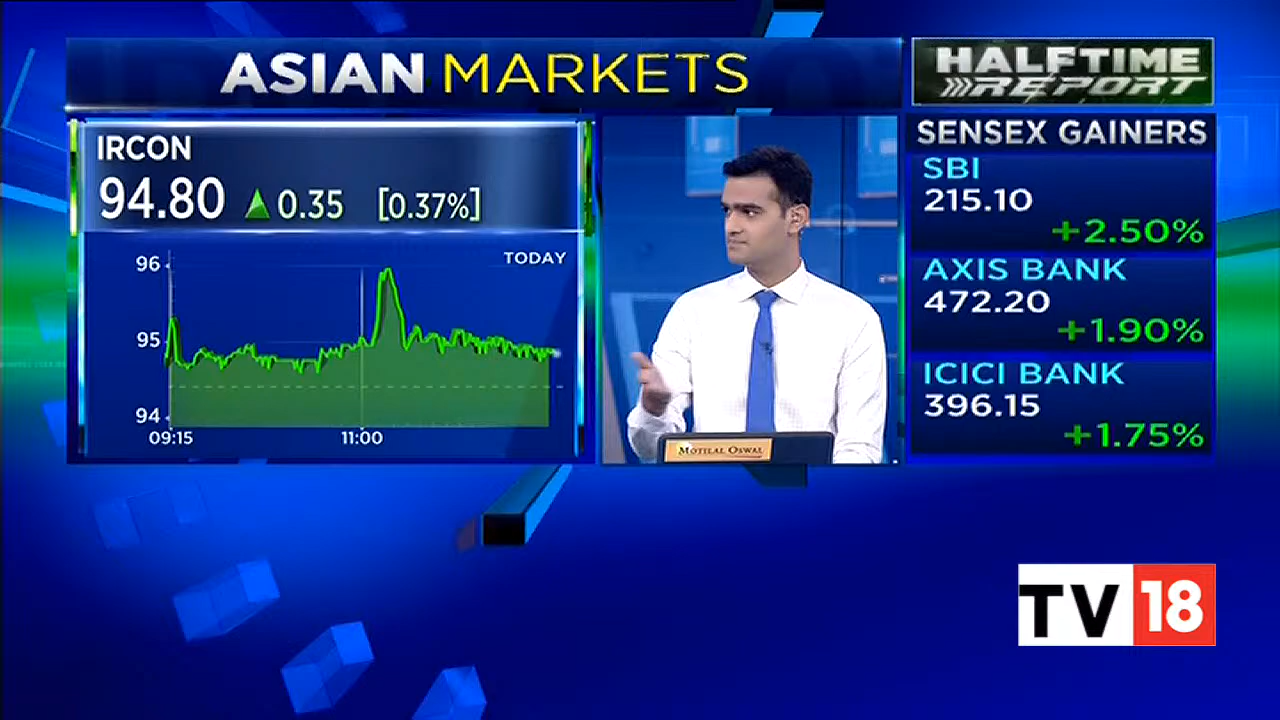 ASIAN MARKETS
HALFTIME
REPORT
IRCON
94.80 ▲ 0.35 [0.37%]
TODAY
96
95
94
09:15 11:00
MOTILAL OSWAL
SENSEX GAINERS
SBI
215.10
+2.50%
AXIS BANK
472.20
+1.90%
ICICI BANK
396.15
+1.75%
TV18